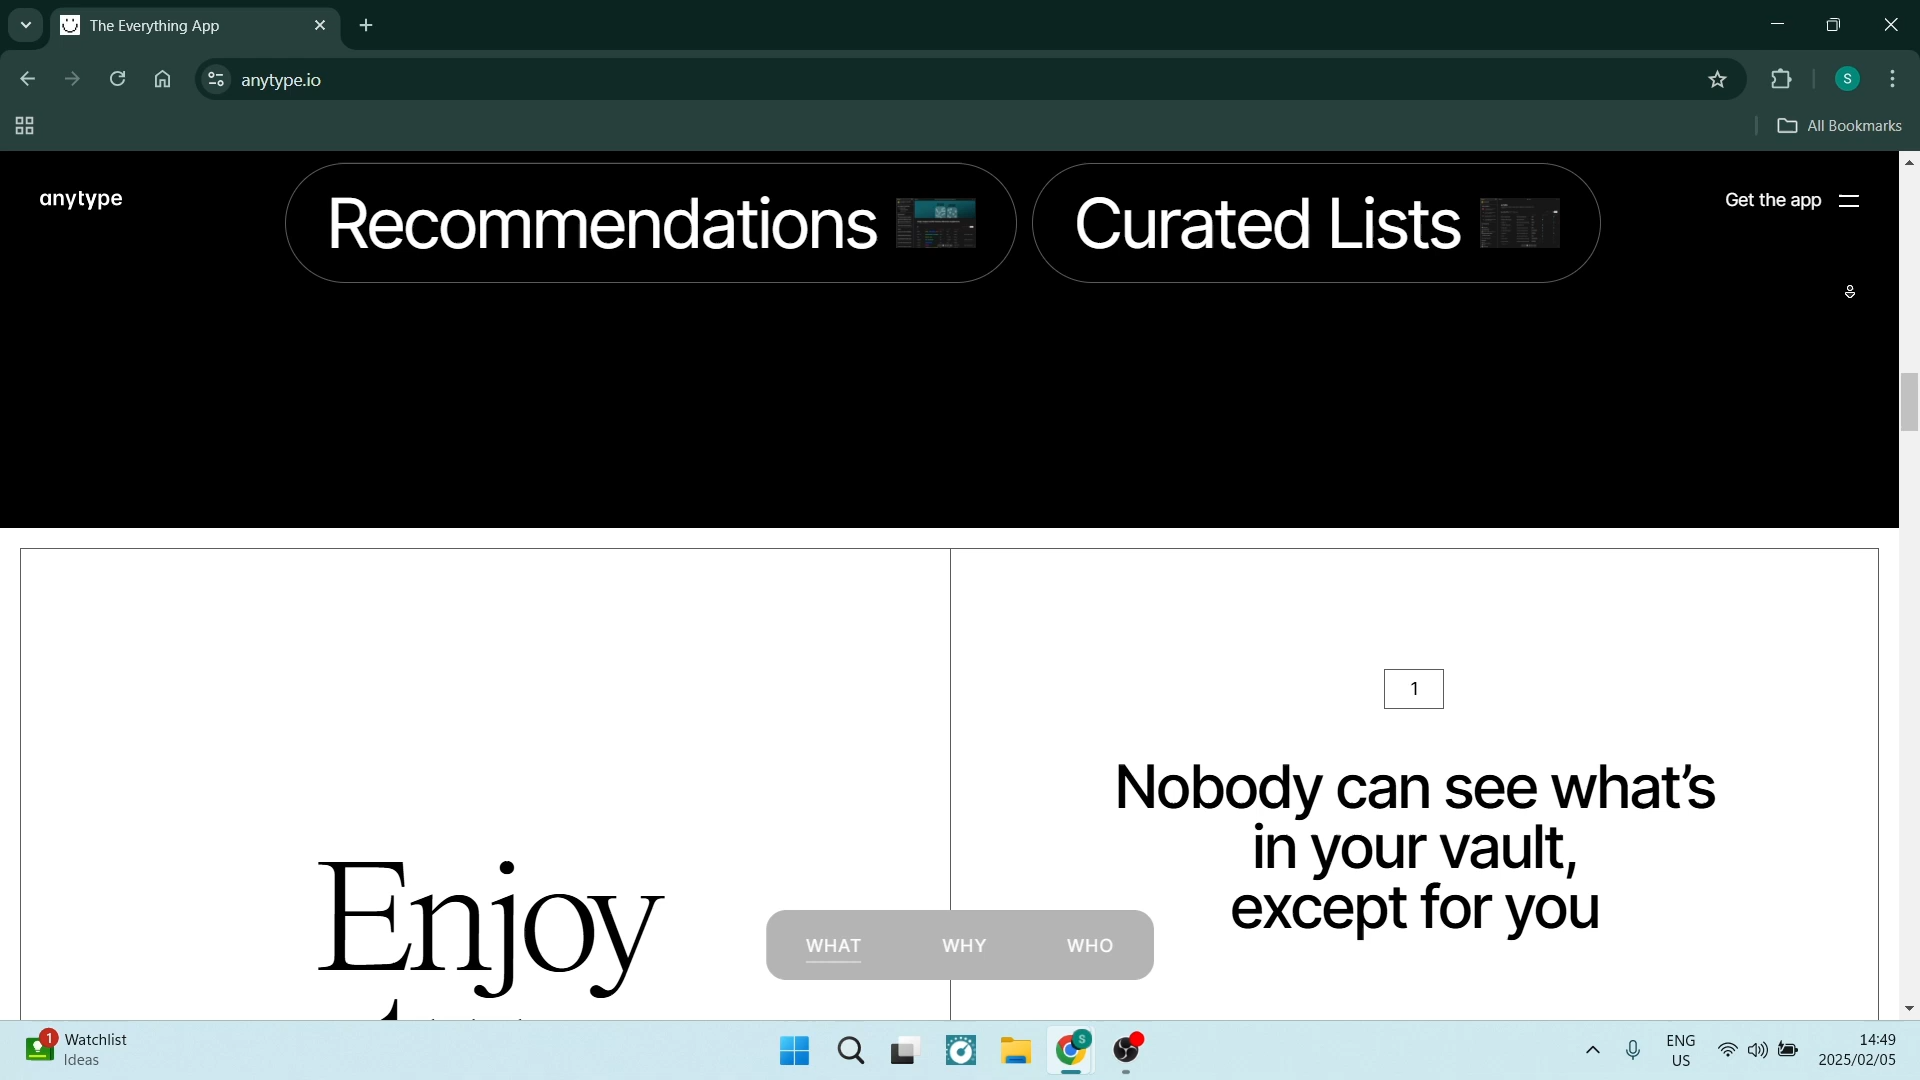 The Everything App
anytype.io
S
All Bookmarks
anytype
Recommendations
Curated Lists
Get the app
1
Nobody can see what’s
in your vault,
except for you
Enjoy
WHAT
WHY
WHO
1
Watchlist
Ideas
S
ENG
US
14:49
2025/02/05